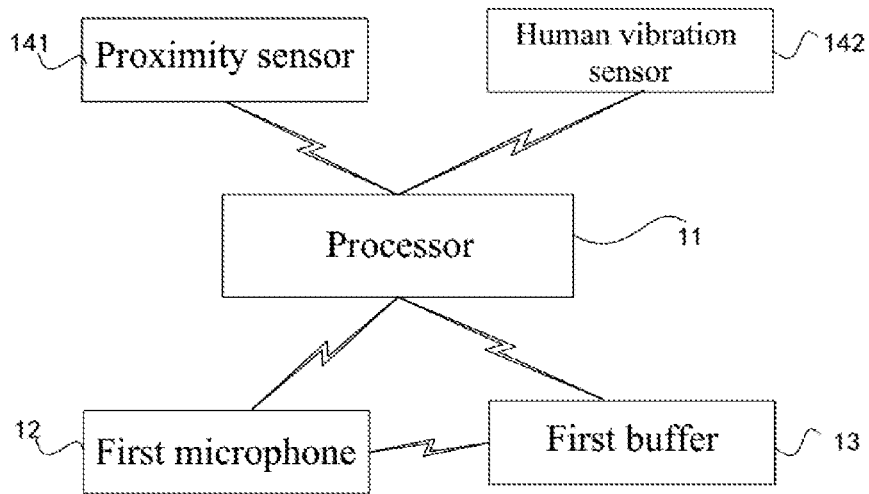 141
Proximity sensor
Human vibration
sensor
142
Processor
11
12
First microphone
First buffer
13